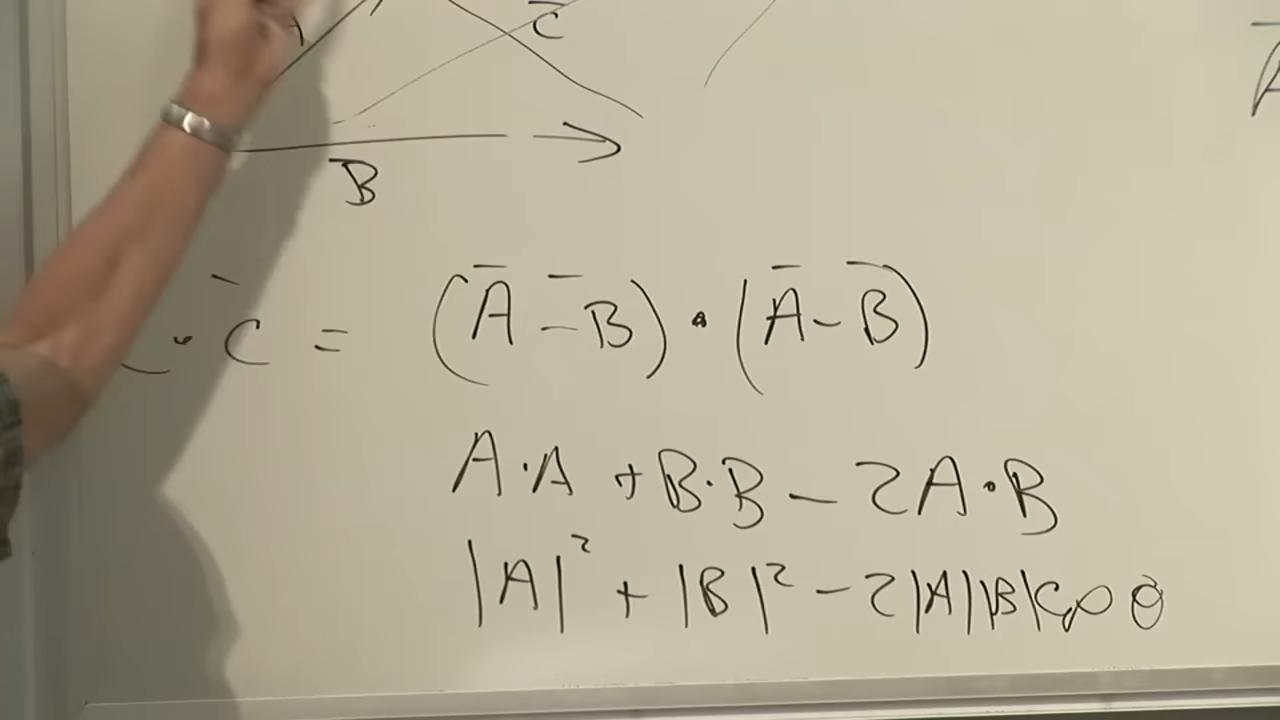 C̅
B̅
· C̅ = (A̅ - B̅) · (A̅ - B̅)
A·A + B·B - 2A·B
|A|² + |B|² - 2|A||B|cos θ